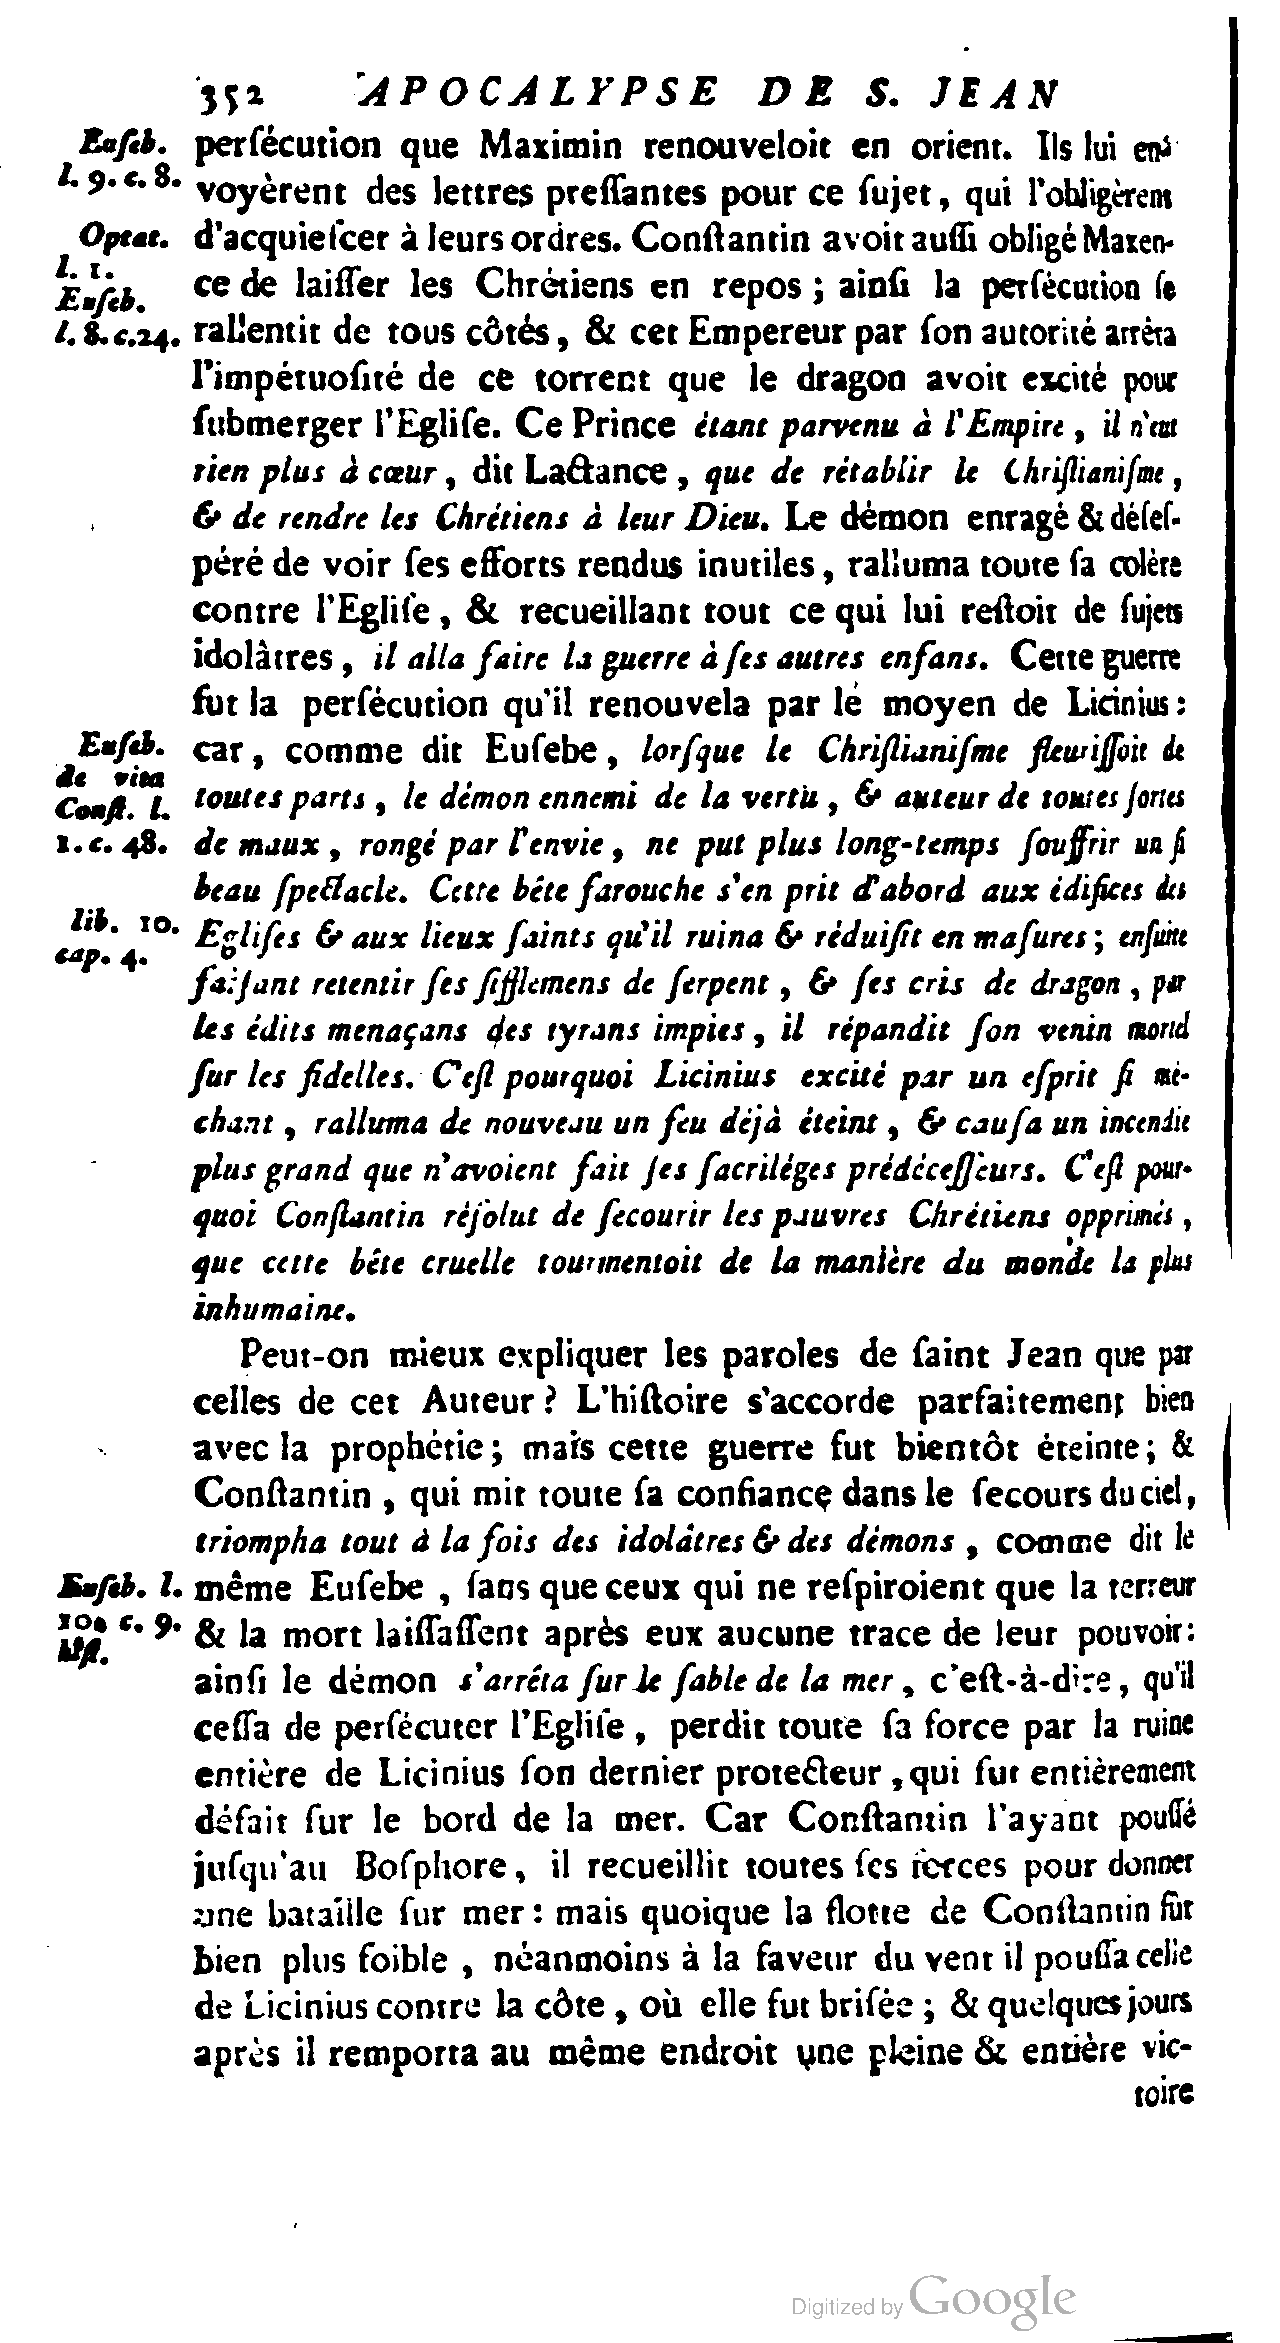 352 APOCALYPSE DE S. JEAN
Euſeb.
l. 9. c. 8.
Optat.
l. 1.
Euſeb.
l. 8. c. 24.
perſécution que Maximin renouveloit en orient. Ils lui en-
voyèrent des lettres preſſantes pour ce ſujet, qui l'obligèrent
d'acquieſcer à leurs ordres. Conſtantin avoit auſſi obligé Maxen-
ce de laiſſer les Chrétiens en repos ; ainſi la perſécution ſe
rallentit de tous côtés, & cet Empereur par ſon autorité arrêta
l'impétuoſité de ce torrent que le dragon avoit excité pour
ſubmerger l'Egliſe. Ce Prince étant parvenu à l'Empire, il n'eut
rien plus à cœur, dit Lactance, que de rétablir le Chriſtianiſme,
& de rendre les Chrétiens à leur Dieu. Le démon enragé & déſeſ-
péré de voir ſes efforts rendus inutiles, ralluma toute ſa colère
contre l'Egliſe, & recueillant tout ce qui lui reſtoit de ſujets
idolâtres, il alla faire la guerre à ſes autres enfans. Cette guerre
fut la perſécution qu'il renouvela par le moyen de Licinius :
Euſeb.
de vita
Conſt. l.
1. c. 48.
car, comme dit Euſebe, lorſque le Chriſtianiſme fleuriſſoit de
toutes parts, le démon ennemi de la vertu, & auteur de toutes ſortes
de maux, rongé par l'envie, ne put plus long-temps ſouffrir un ſi
beau ſpectacle. Cette bête farouche s'en prit d'abord aux édifices des
lib. 10.
cap. 4.
Egliſes & aux lieux ſaints qu'il ruina & réduiſit en maſures ; enſuite
faiſant retentir ſes ſifflemens de ſerpent, & ſes cris de dragon, par
les édits menaçans des tyrans impies, il répandit ſon venin mortel
ſur les fidelles. C'eſt pourquoi Licinius excité par un eſprit ſi mé-
chant, ralluma de nouveau un feu déjà éteint, & cauſa un incendie
plus grand que n'avoient fait ſes ſacriléges prédéceſſeurs. C'eſt pour-
quoi Conſtantin réſolut de ſecourir les pauvres Chrétiens opprimés,
que cette bête cruelle tourmentoit de la manière du monde la plus
inhumaine.
Peut-on mieux expliquer les paroles de ſaint Jean que par
celles de cet Auteur ? L'hiſtoire s'accorde parfaitement bien
avec la prophétie ; mais cette guerre fut bientôt éteinte ; &
Conſtantin, qui mit toute ſa confiance dans le ſecours du ciel,
triompha tout à la fois des idolâtres & des démons, comme dit le
Euſeb. l.
10. c. 9.
hiſt.
même Euſebe, ſans que ceux qui ne reſpiroient que la terreur
& la mort laiſſaſſent après eux aucune trace de leur pouvoir :
ainſi le démon s'arrêta ſur le ſable de la mer, c'eſt-à-dire, qu'il
ceſſa de perſécuter l'Egliſe, perdit toute ſa force par la ruine
entière de Licinius ſon dernier protecteur, qui fut entièrement
défait ſur le bord de la mer. Car Conſtantin l'ayant pouſſé
juſqu'au Boſphore, il recueillit toutes ſes forces pour donner
une bataille ſur mer : mais quoique la flotte de Conſtantin fût
bien plus foible, néanmoins à la faveur du vent il pouſſa celle
de Licinius contre la côte, où elle fut briſée ; & quelques jours
après il remporta au même endroit une pleine & entière vic-
toire
Digitized by Google